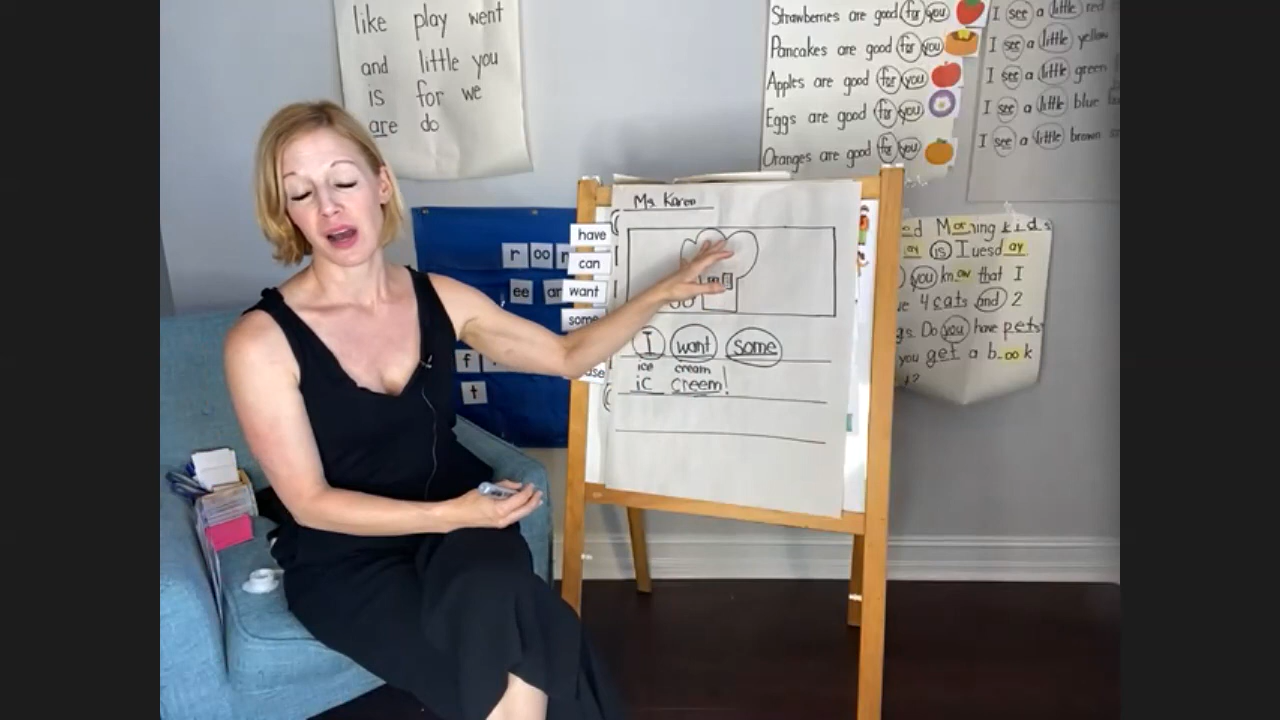 like play went
and little you
is for we
are do
Strawberries are good for you
Pancakes are good for you
Apples are good for you
Eggs are good for you
Oranges are good for you
I see a little red
I see a little yellow
I see a little green
I see a little blue
I see a little brown
r oo
ee ar
f
t
have
can
want
some
Ms. Karen
I want some
ice cream
ic creem!
Morning kids
ay is Tuesday
you know that I
4 cats and 2
Do you have pets
you get a book